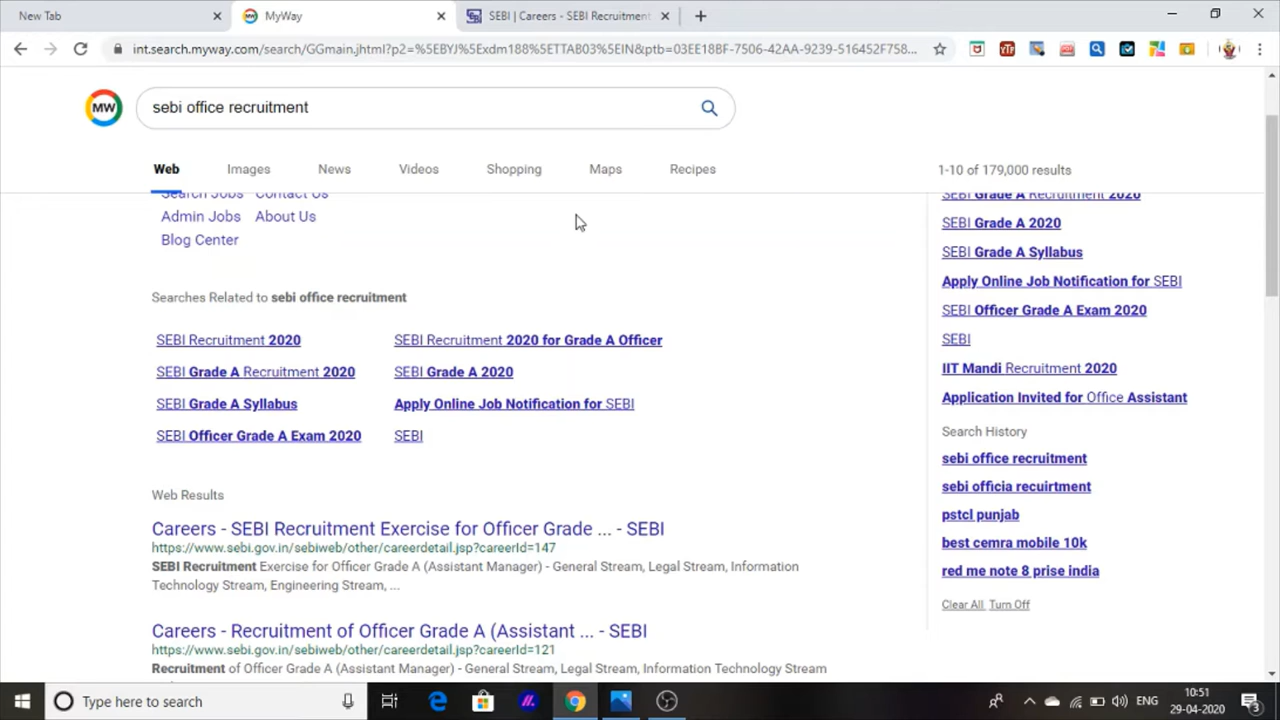 New Tab
MyWay
SEBI | Careers - SEBI Recruitment
int.search.myway.com/search/GGmain.jhtml?p2=%5EBYJ%5Exdm188%5ETTAB03%5EIN&ptb=03EE18BF-7506-42AA-9239-516452F758...
MW
sebi office recruitment
Web Images News Videos Shopping Maps Recipes
1-10 of 179,000 results
Search Jobs Contact Us
Admin Jobs About Us
Blog Center
Searches Related to sebi office recruitment
SEBI Recruitment 2020 SEBI Recruitment 2020 for Grade A Officer
SEBI Grade A Recruitment 2020 SEBI Grade A 2020
SEBI Grade A Syllabus Apply Online Job Notification for SEBI
SEBI Officer Grade A Exam 2020 SEBI
Web Results
Careers - SEBI Recruitment Exercise for Officer Grade ... - SEBI
https://www.sebi.gov.in/sebiweb/other/careerdetail.jsp?careerId=147
SEBI Recruitment Exercise for Officer Grade A (Assistant Manager) - General Stream, Legal Stream, Information
Technology Stream, Engineering Stream, ...
Careers - Recruitment of Officer Grade A (Assistant ... - SEBI
https://www.sebi.gov.in/sebiweb/other/careerdetail.jsp?careerId=121
Recruitment of Officer Grade A (Assistant Manager) - General Stream, Legal Stream, Information Technology Stream
SEBI Grade A Recruitment 2020
SEBI Grade A 2020
SEBI Grade A Syllabus
Apply Online Job Notification for SEBI
SEBI Officer Grade A Exam 2020
SEBI
IIT Mandi Recruitment 2020
Application Invited for Office Assistant
Search History
sebi office recruitment
sebi officia recuirtment
pstcl punjab
best cemra mobile 10k
red me note 8 prise india
Clear All Turn Off
Type here to search
ENG
10:51
29-04-2020
3